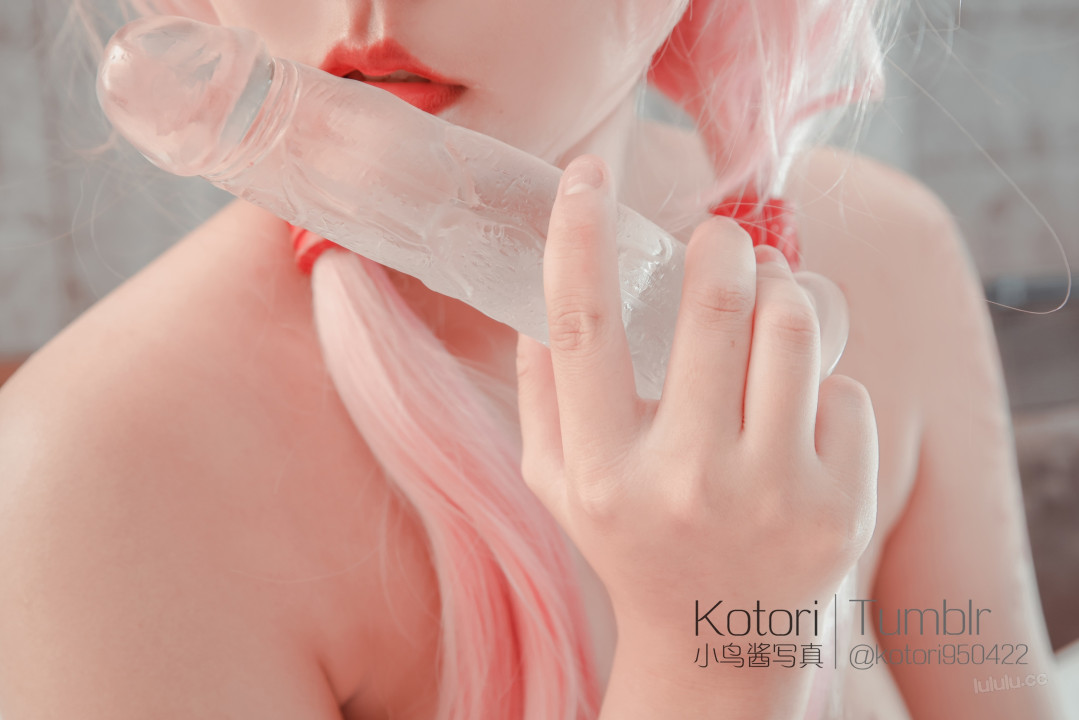 Kotori | Tumblr
小鸟酱写真 | @kotori950422
lululu.cc